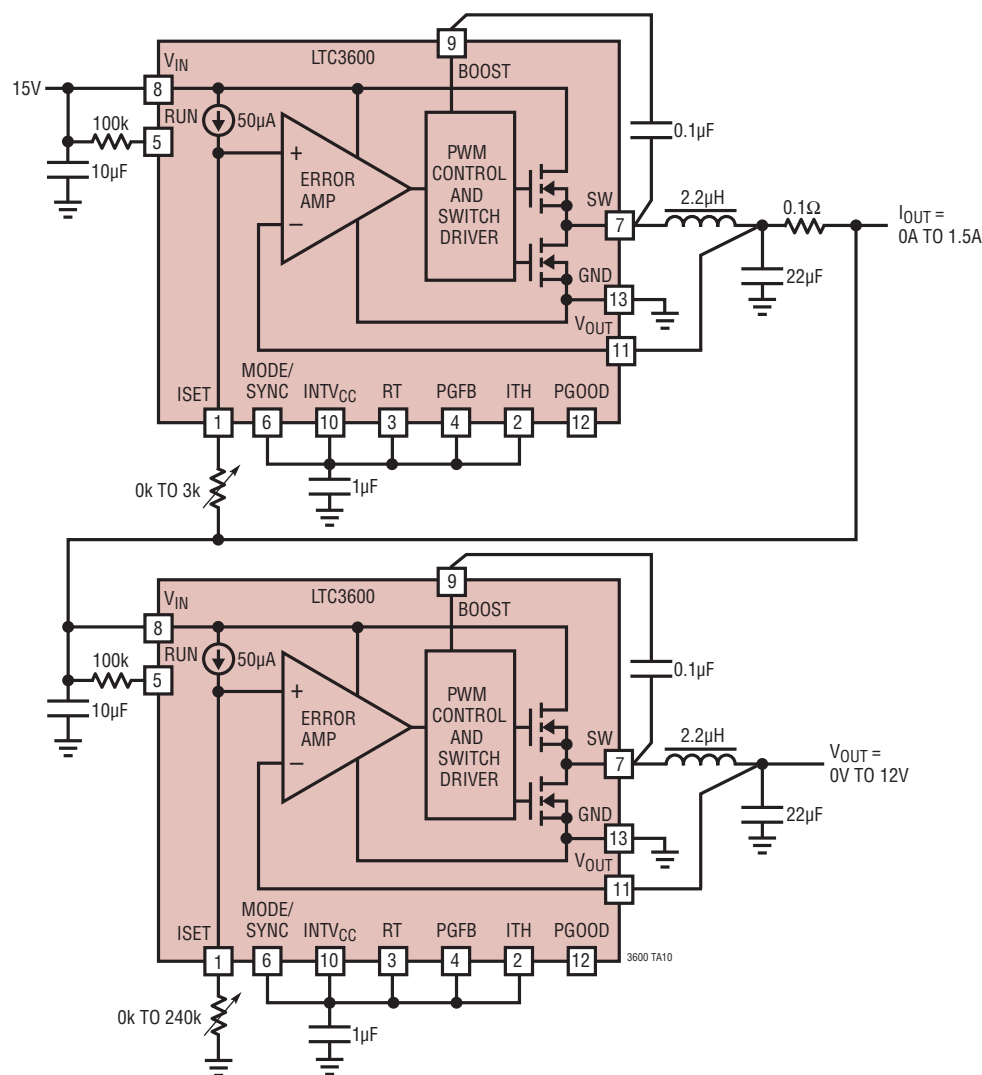 9
LTC3600
BOOST
V_IN
15V
8
RUN
50µA
100k
5
10µF
0.1µF
+
ERROR
AMP
–
PWM
CONTROL
AND
SWITCH
DRIVER
SW
7
2.2µH
0.1Ω
I_OUT =
0A TO 1.5A
22µF
GND
13
V_OUT
11
ISET
MODE/
SYNC
INTV_CC
RT
PGFB
ITH
PGOOD
1
6
10
3
4
2
12
0k TO 3k
1µF
9
LTC3600
BOOST
V_IN
8
RUN
50µA
100k
5
10µF
0.1µF
+
ERROR
AMP
–
PWM
CONTROL
AND
SWITCH
DRIVER
SW
7
2.2µH
V_OUT =
0V TO 12V
22µF
GND
13
V_OUT
11
ISET
MODE/
SYNC
INTV_CC
RT
PGFB
ITH
PGOOD
1
6
10
3
4
2
12
3600 TA10
0k TO 240k
1µF